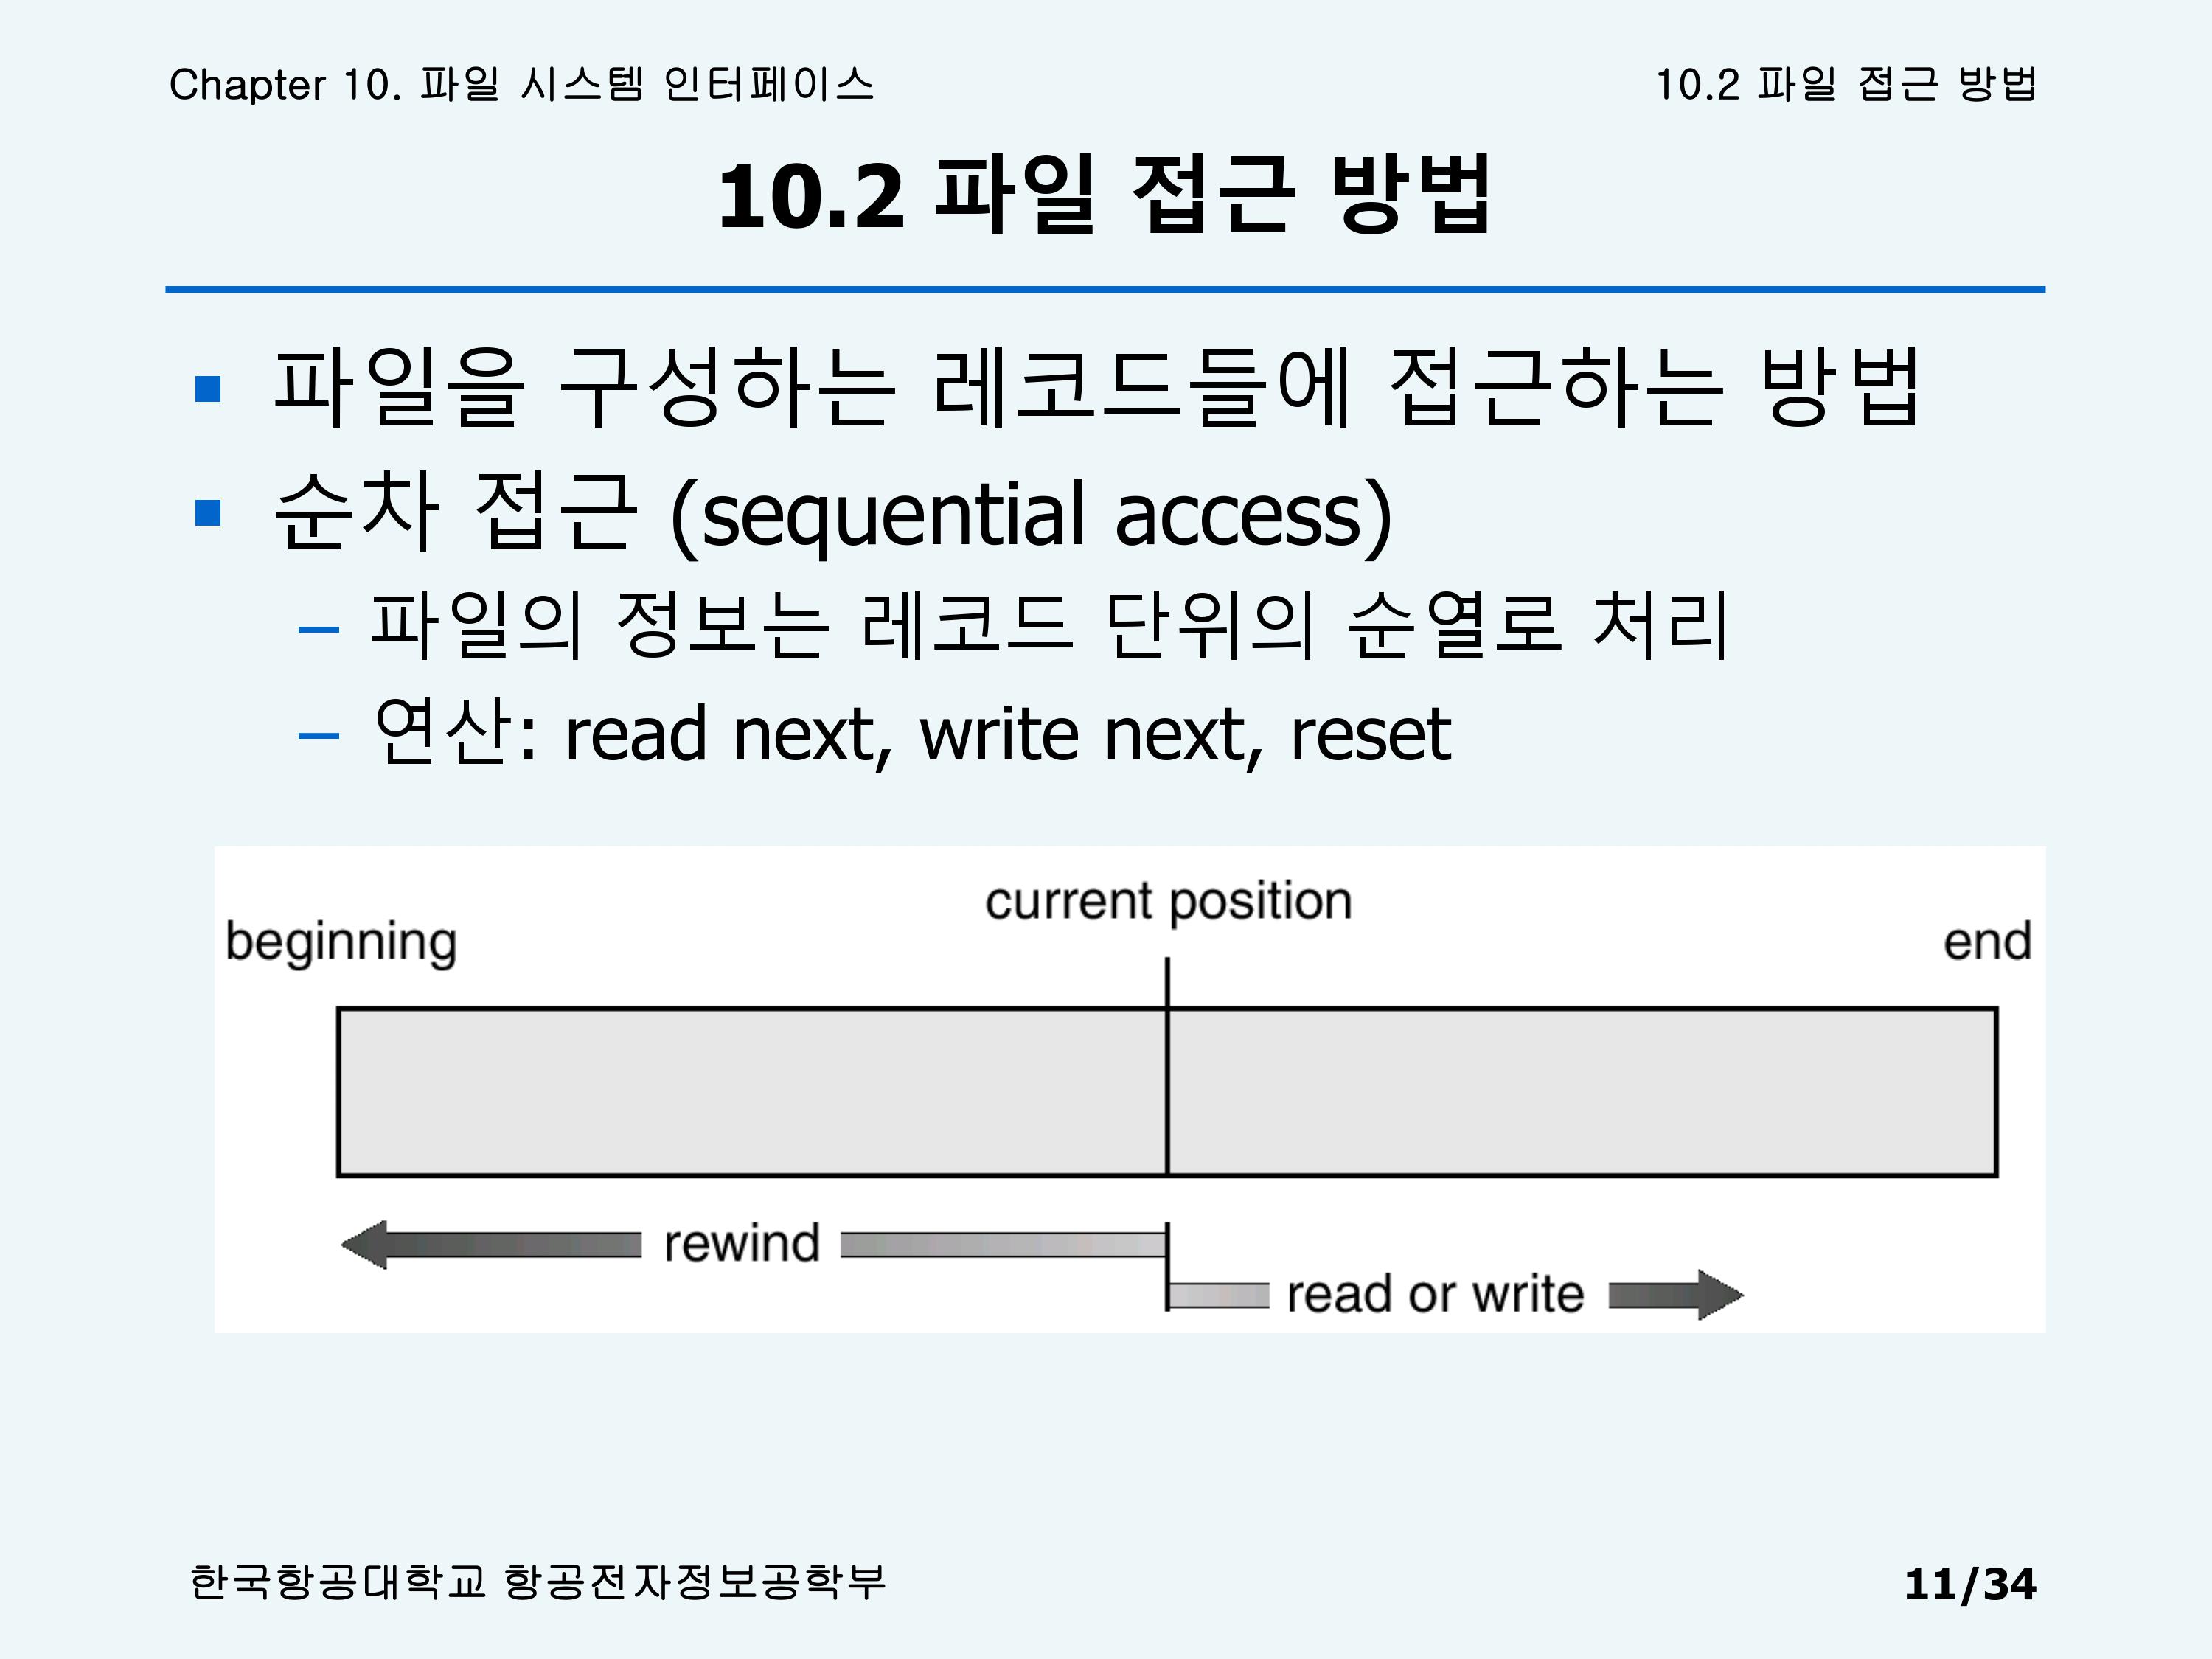 Chapter 10. 파일 시스템 인터페이스
10.2 파일 접근 방법
10.2 파일 접근 방법
▪ 파일을 구성하는 레코드들에 접근하는 방법
▪ 순차 접근 (sequential access)
– 파일의 정보는 레코드 단위의 순열로 처리
– 연산: read next, write next, reset
current position
beginning
end
rewind
read or write
한국항공대학교 항공전자정보공학부
11/34